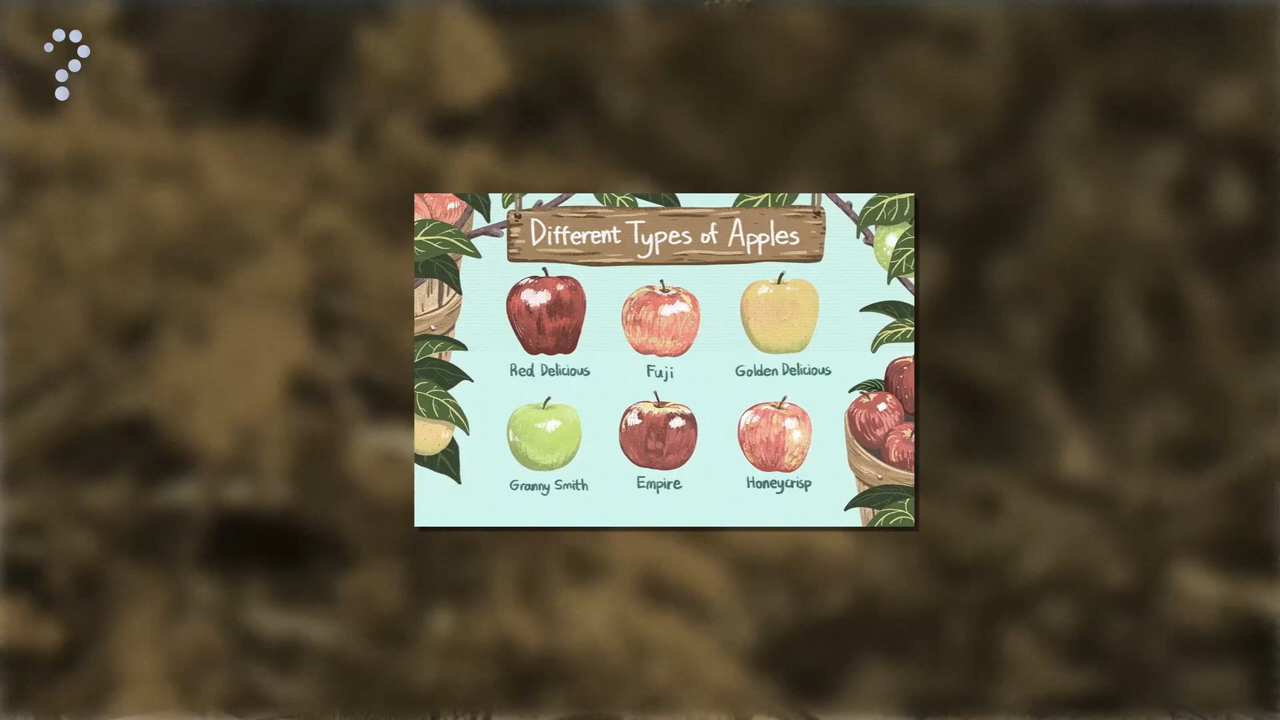 Different Types of Apples
Red Delicious
Fuji
Golden Delicious
Granny Smith
Empire
Honeycrisp